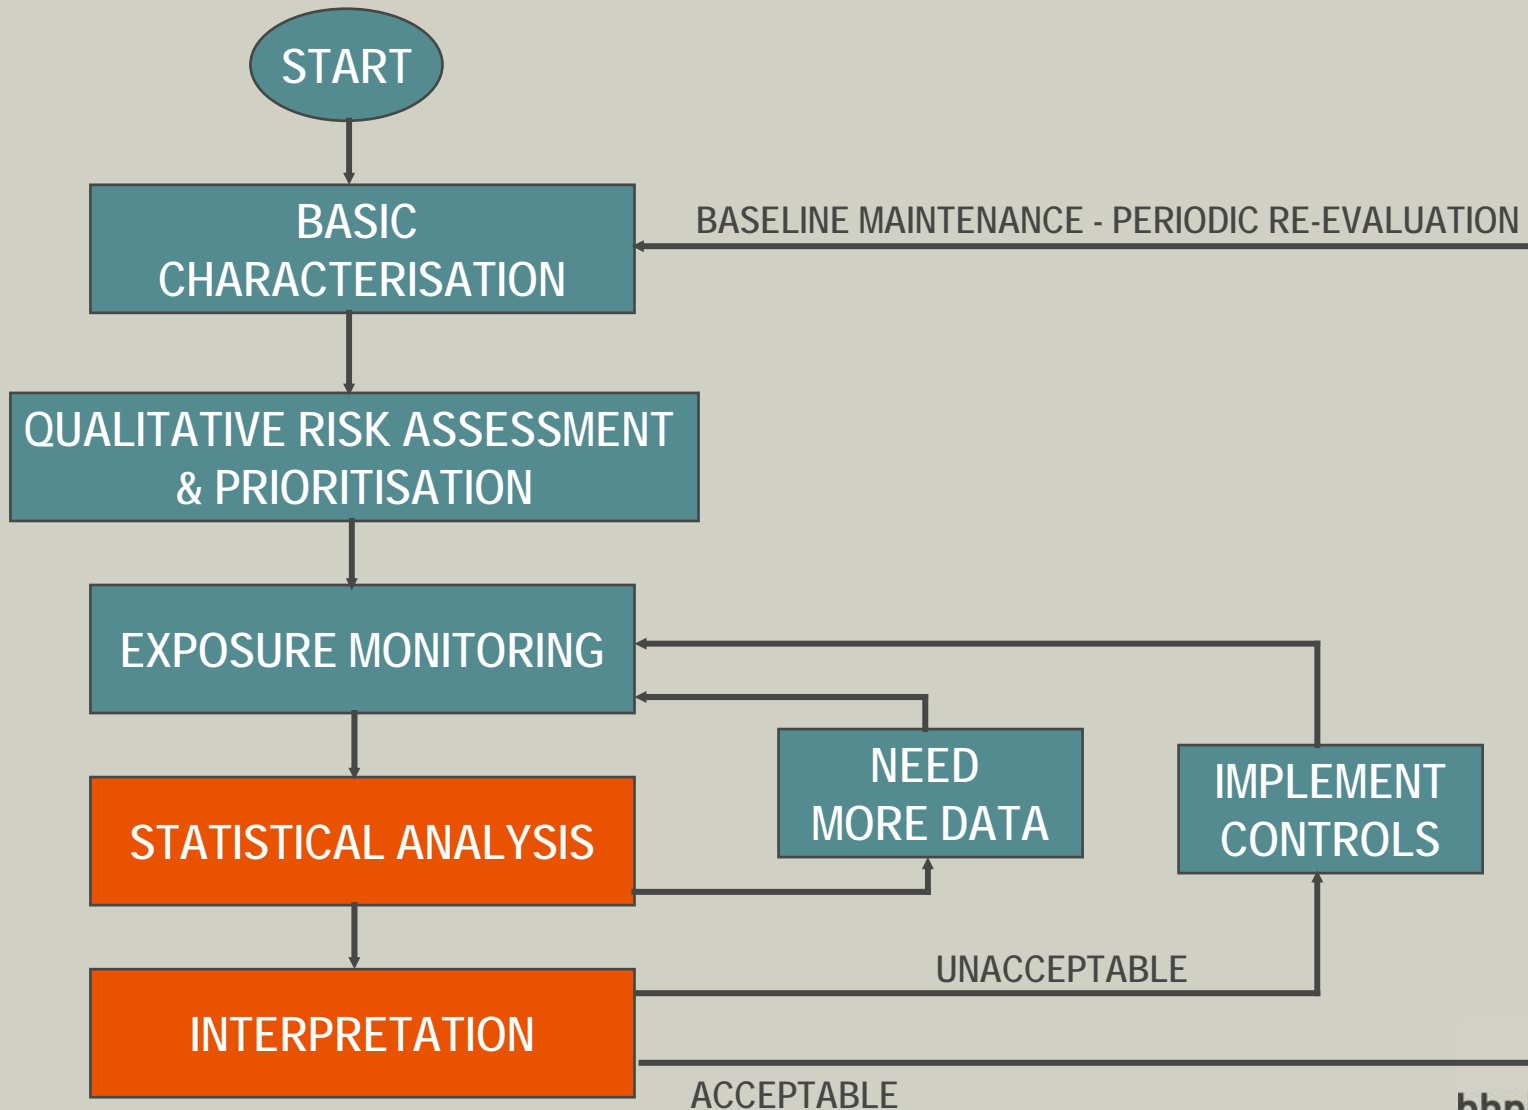 START
BASIC
CHARACTERISATION
BASELINE MAINTENANCE - PERIODIC RE-EVALUATION
QUALITATIVE RISK ASSESSMENT
& PRIORITISATION
EXPOSURE MONITORING
NEED
MORE DATA
IMPLEMENT
CONTROLS
STATISTICAL ANALYSIS
UNACCEPTABLE
INTERPRETATION
ACCEPTABLE